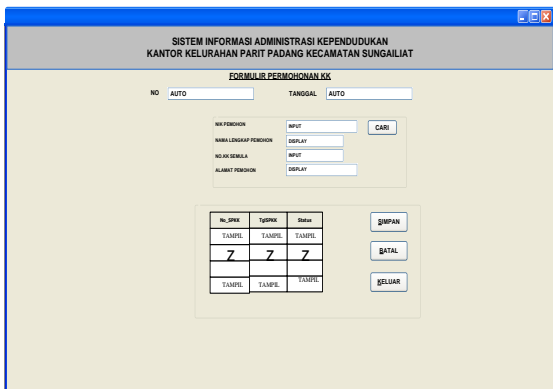 SISTEM INFORMASI ADMINISTRASI KEPENDUDUKAN
KANTOR KELURAHAN PARIT PADANG KECAMATAN SUNGAILIAT
FORMULIR PERMOHONAN KK
NO AUTO TANGGAL AUTO
NIK PEMOHON INPUT CARI
NAMA LENGKAP PEMOHON DISPLAY
NO.KK SEMULA INPUT
ALAMAT PEMOHON DISPLAY
No_SPKK TglSPKK Status SIMPAN
TAMPIL TAMPIL TAMPIL
Z Z Z BATAL
TAMPIL TAMPIL TAMPIL KELUAR